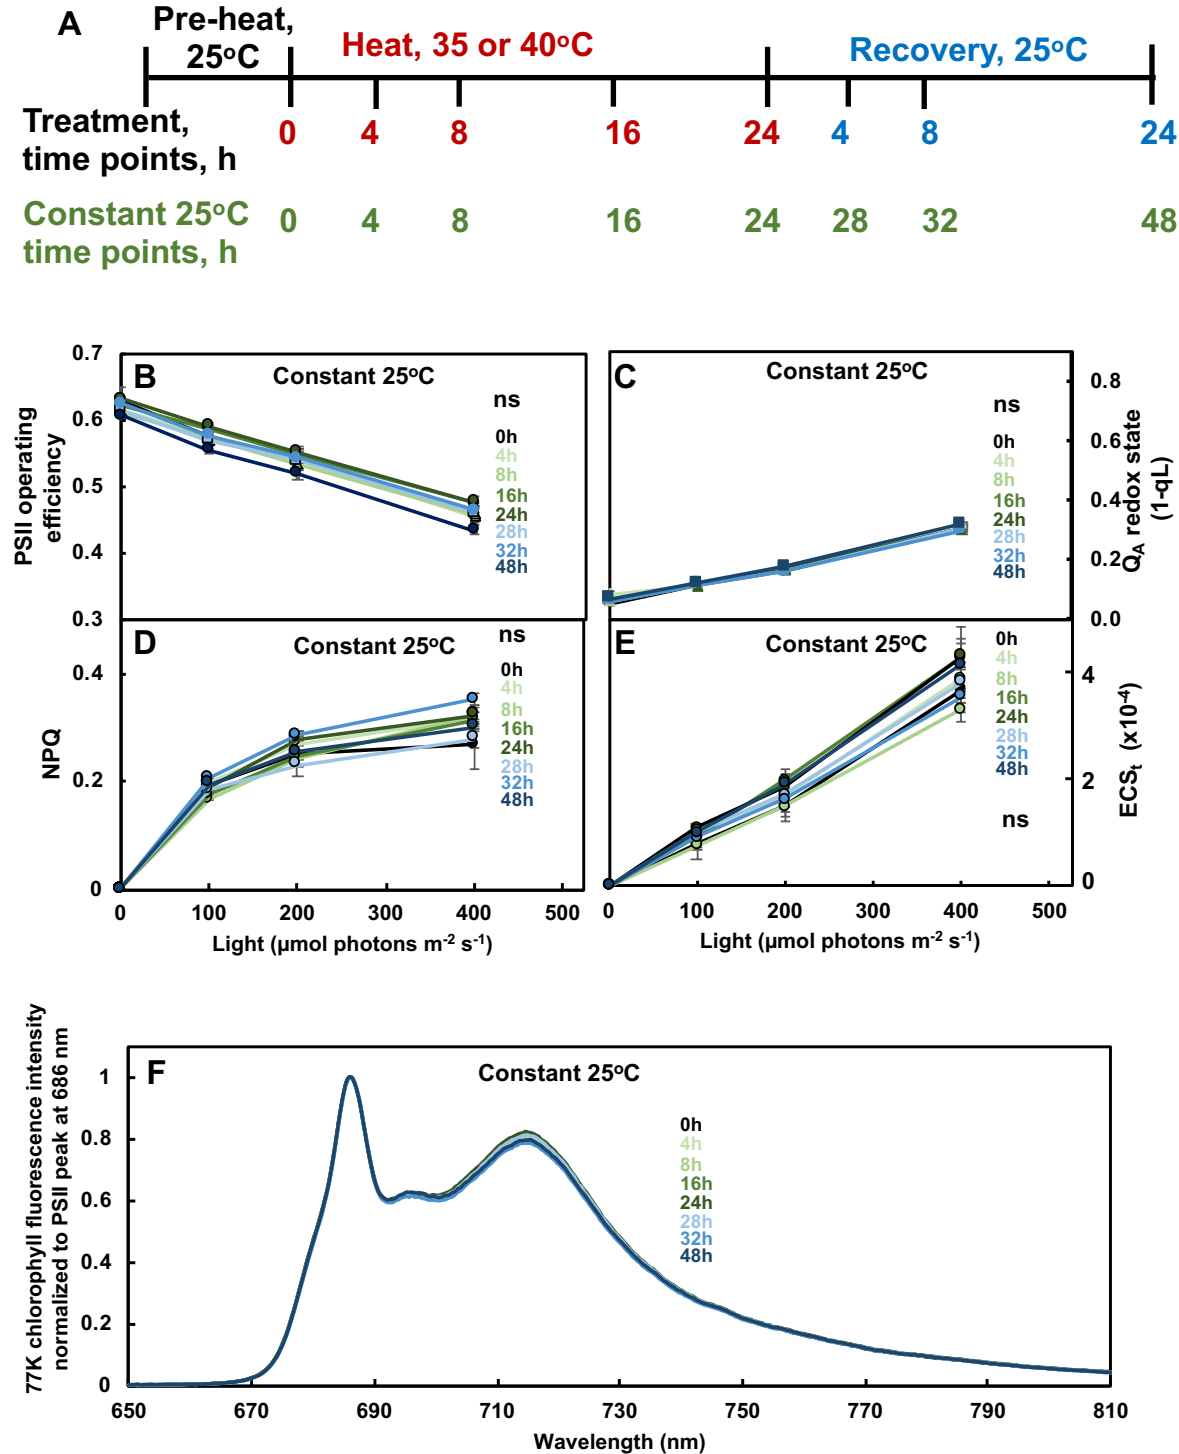 A
Pre-heat,
25°C
Heat, 35 or 40°C
Recovery, 25°C
Treatment,
time points, h
0 4 8 16 24 4 8 24
Constant 25°C
time points, h
0 4 8 16 24 28 32 48
B
Constant 25°C
ns
0h
4h
8h
16h
24h
28h
32h
48h
PSII operating
efficiency
0.7
0.6
0.5
0.4
0.3
C
Constant 25°C
ns
0h
4h
8h
16h
24h
28h
32h
48h
0.8
0.6
0.4
0.2
0.0
QA redox state
(1-qL)
D
Constant 25°C
ns
0h
4h
8h
16h
24h
28h
32h
48h
NPQ
0.4
0.2
0
0 100 200 300 400 500
Light (µmol photons m-2 s-1)
E
Constant 25°C
0h
4h
8h
16h
24h
28h
32h
48h
ns
4
2
0
ECSt (x10-4)
0 100 200 300 400 500
Light (µmol photons m-2 s-1)
F
Constant 25°C
0h
4h
8h
16h
24h
28h
32h
48h
77K chlorophyll fluorescence intensity
normalized to PSII peak at 686 nm
1
0.8
0.6
0.4
0.2
0
650 670 690 710 730 750 770 790 810
Wavelength (nm)